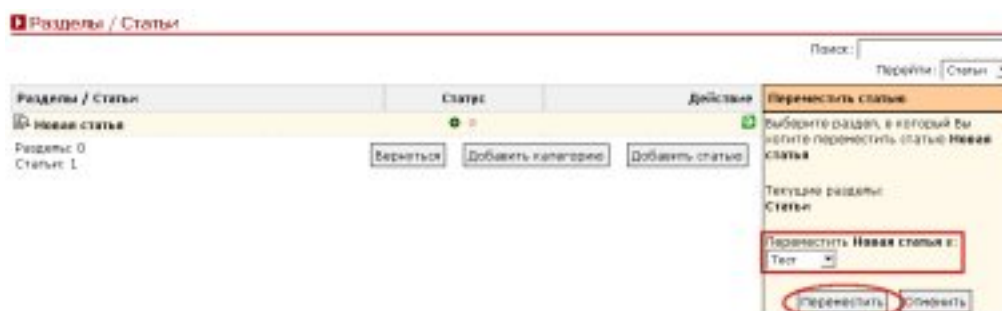 Разделы / Статьи
Поиск:
Перейти: Статьи
Разделы / Статьи Статус Действие
Новая статья
Разделы: 0
Статьи: 1
Вернуться Добавить категорию Добавить статью
Переместить статью
Выберите раздел, в который Вы
хотите переместить статью Новая
статья
Текущие разделы:
Статьи
Переместить Новая статья в:
Тест
Переместить Отменить